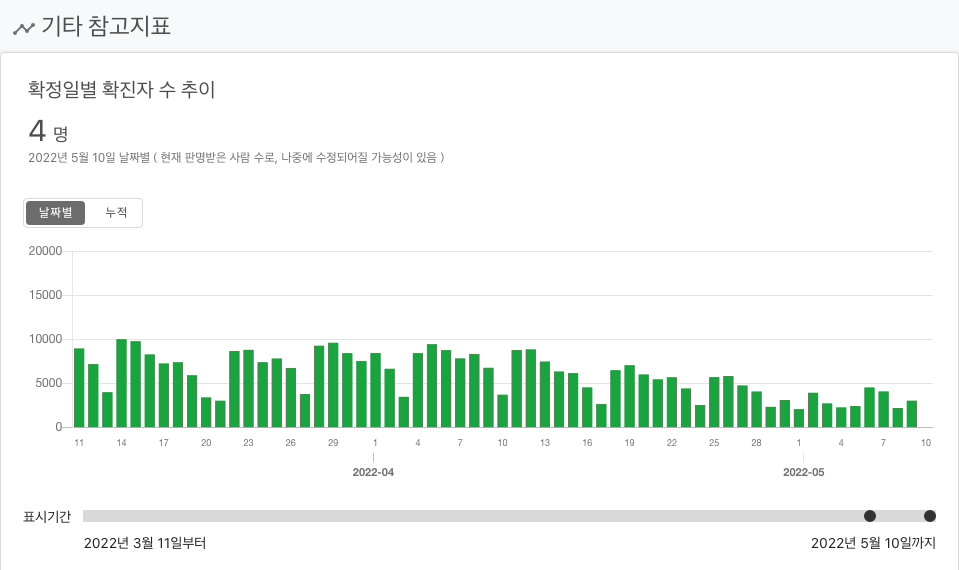 기타 참고지표
확정일별 확진자 수 추이
4 명
2022년 5월 10일 날짜별 ( 현재 판명받은 사람 수로, 나중에 수정되어질 가능성이 있음 )
날짜별 누적
20000
15000
10000
5000
0
11 14 17 20 23 26 29 1 4 7 10 13 16 19 22 25 28 1 4 7 10
2022-04 2022-05
표시기간
2022년 3월 11일부터 2022년 5월 10일까지